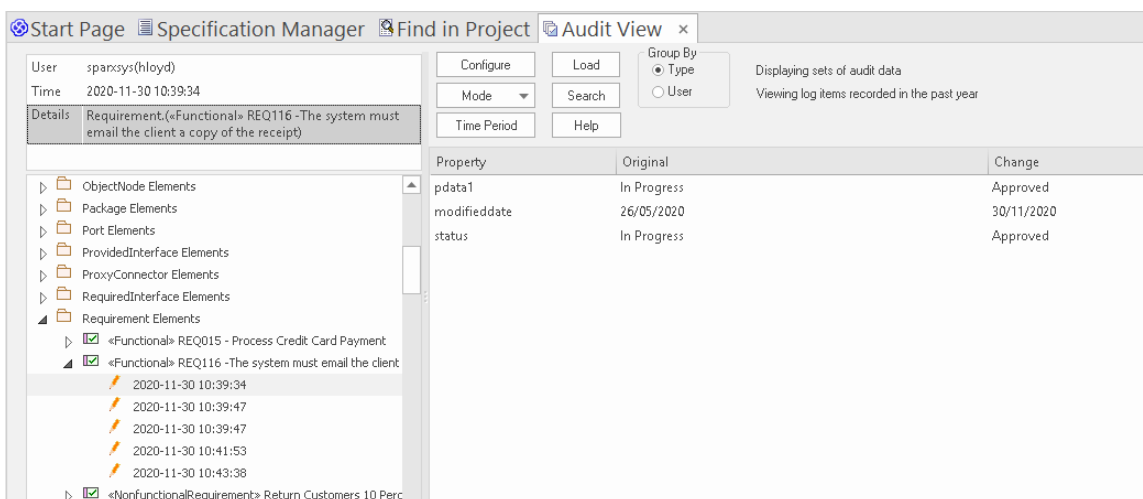 Start Page Specification Manager Find in Project Audit View ×
User sparxsys(hloyd)
Time 2020-11-30 10:39:34
Details Requirement.(«Functional» REQ116 -The system must
email the client a copy of the receipt)
Configure Load
Mode Search
Time Period Help
Group By
Type
User
Displaying sets of audit data
Viewing log items recorded in the past year
ObjectNode Elements
Package Elements
Port Elements
ProvidedInterface Elements
ProxyConnector Elements
RequiredInterface Elements
Requirement Elements
«Functional» REQ015 - Process Credit Card Payment
«Functional» REQ116 -The system must email the client
2020-11-30 10:39:34
2020-11-30 10:39:47
2020-11-30 10:39:47
2020-11-30 10:41:53
2020-11-30 10:43:38
«NonfunctionalRequirement» Return Customers 10 Perc
Property Original Change
pdata1 In Progress Approved
modifieddate 26/05/2020 30/11/2020
status In Progress Approved